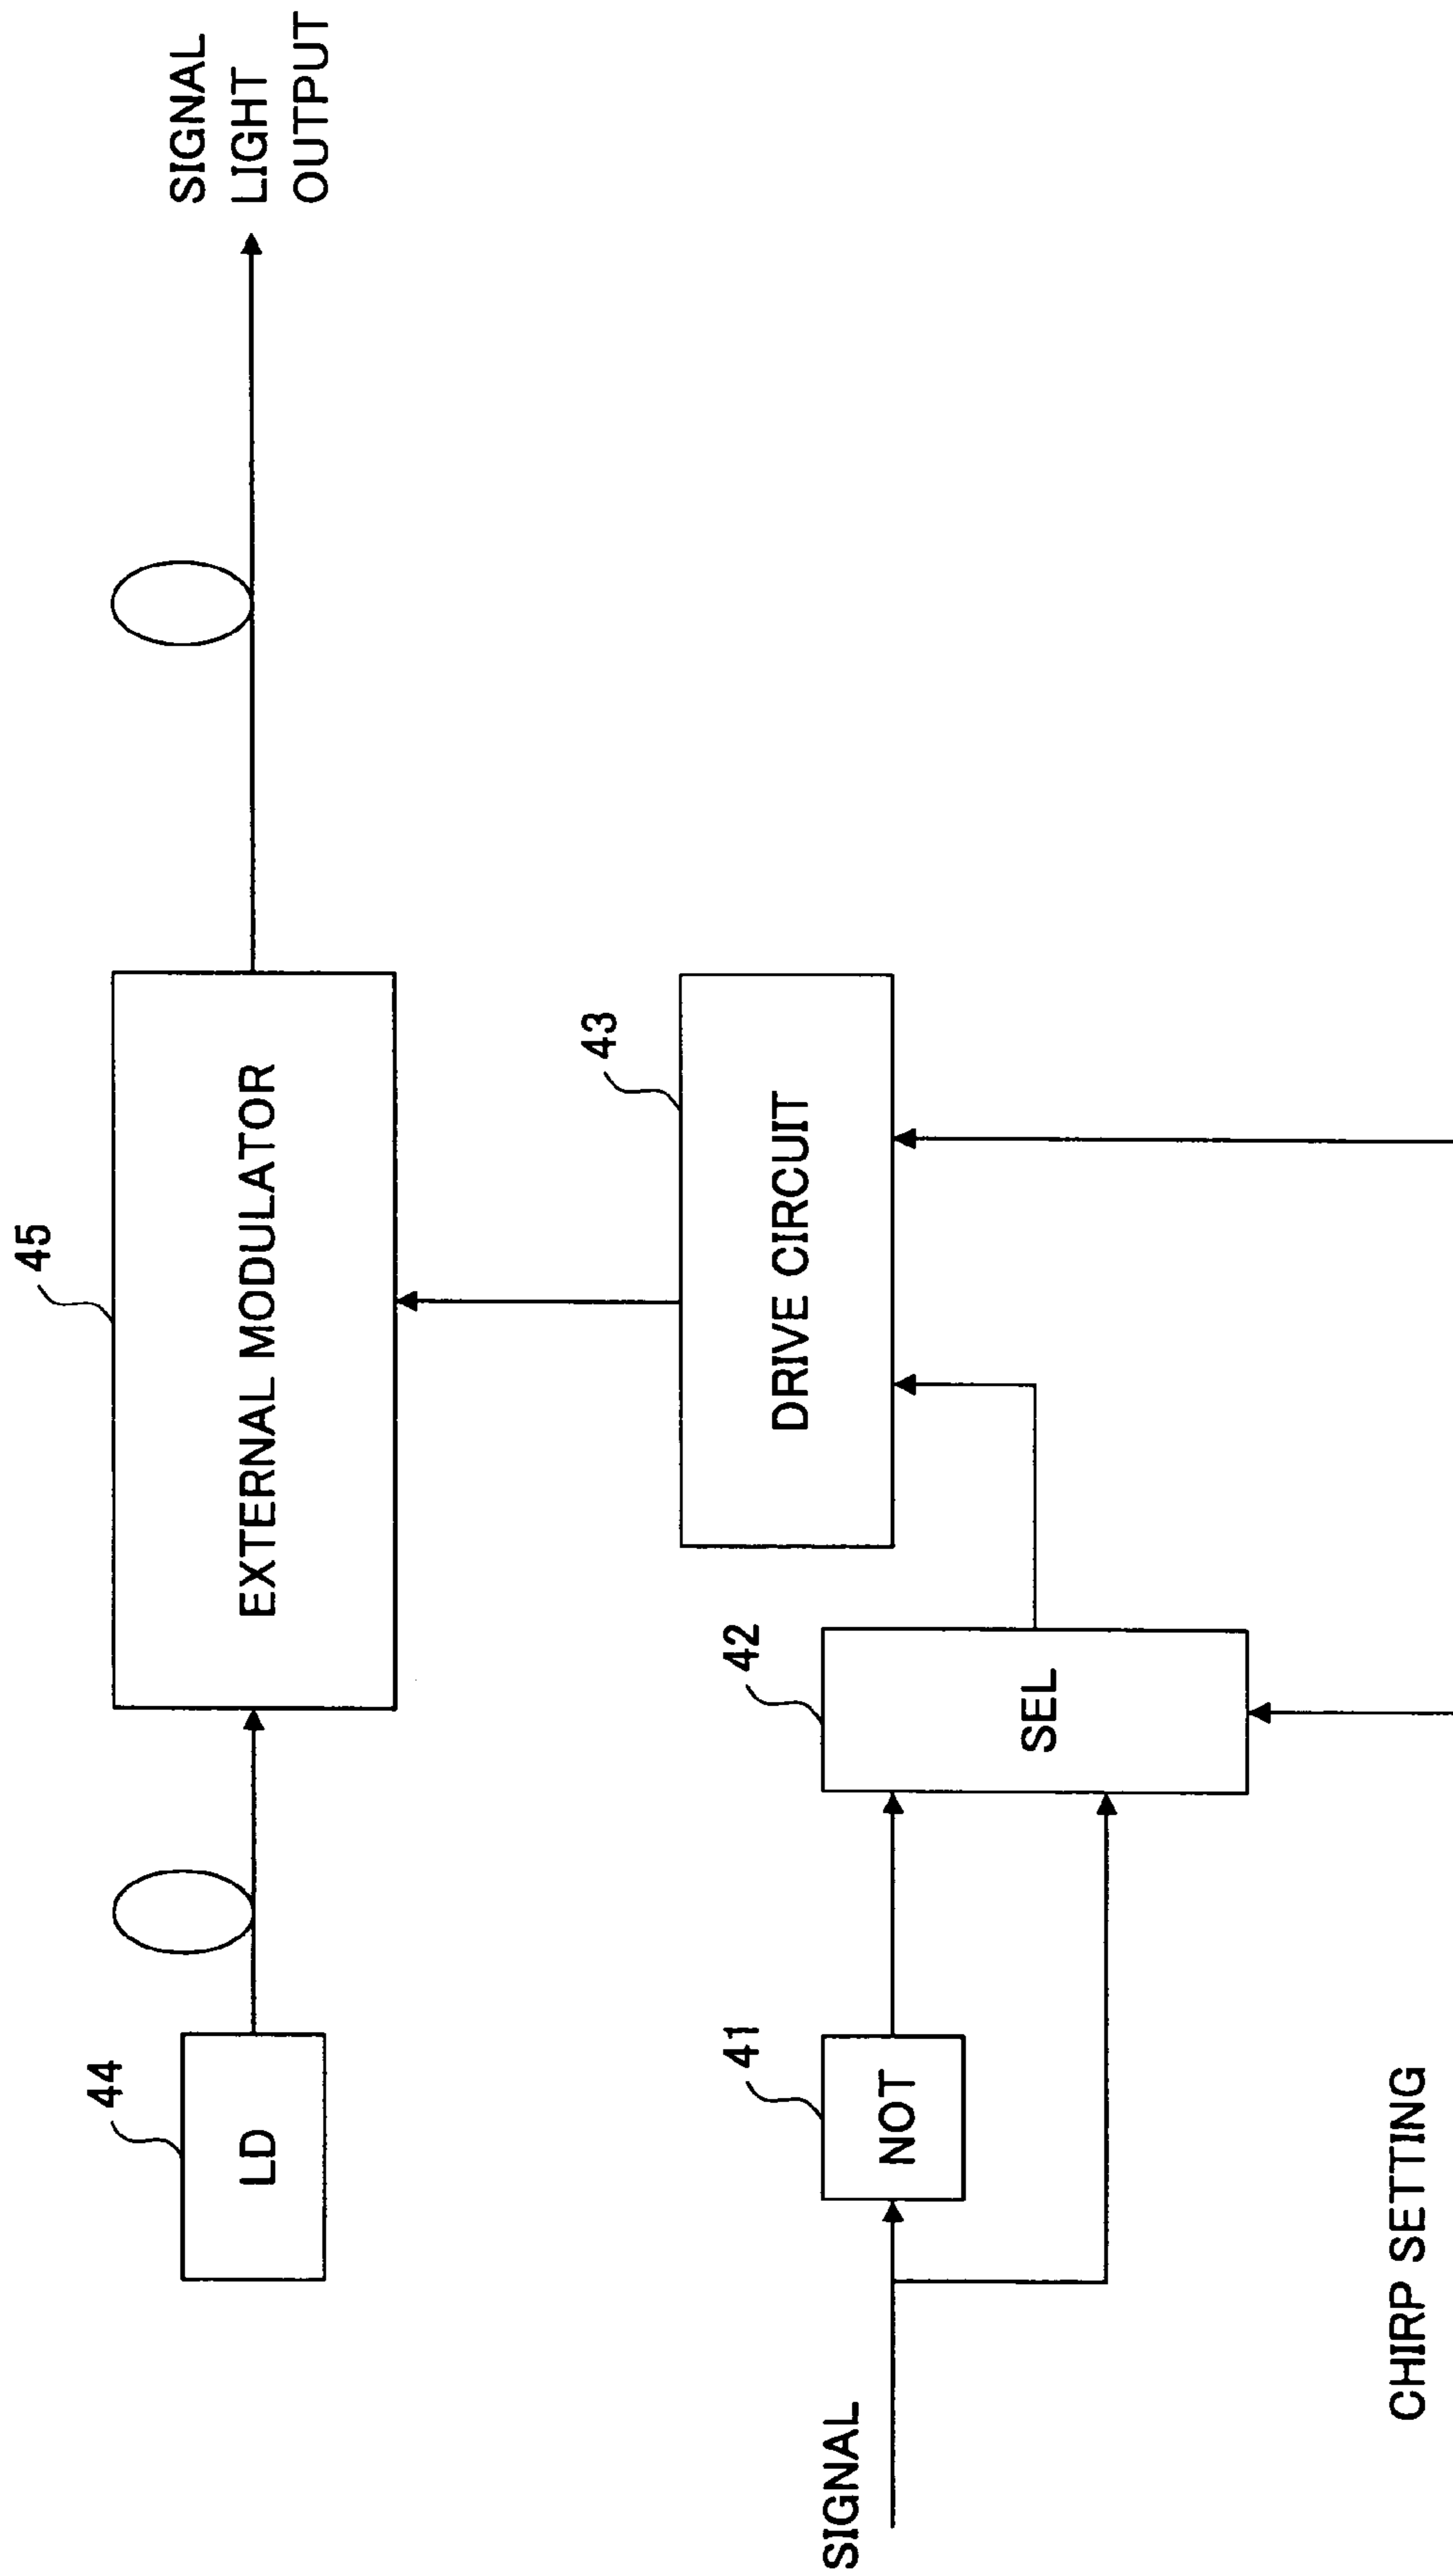 45
44
LD
EXTERNAL MODULATOR
SIGNAL
LIGHT
OUTPUT
43
DRIVE CIRCUIT
42
SEL
41
NOT
SIGNAL
CHIRP SETTING